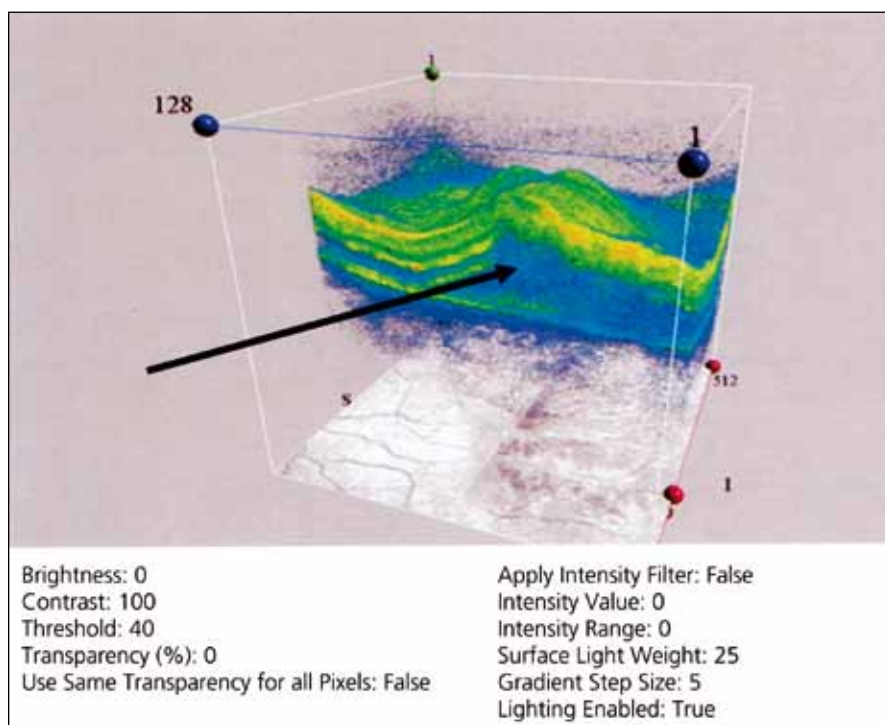 1
128
1
512
S
I
Brightness: 0
Contrast: 100
Threshold: 40
Transparency (%): 0
Use Same Transparency for all Pixels: False
Apply Intensity Filter: False
Intensity Value: 0
Intensity Range: 0
Surface Light Weight: 25
Gradient Step Size: 5
Lighting Enabled: True